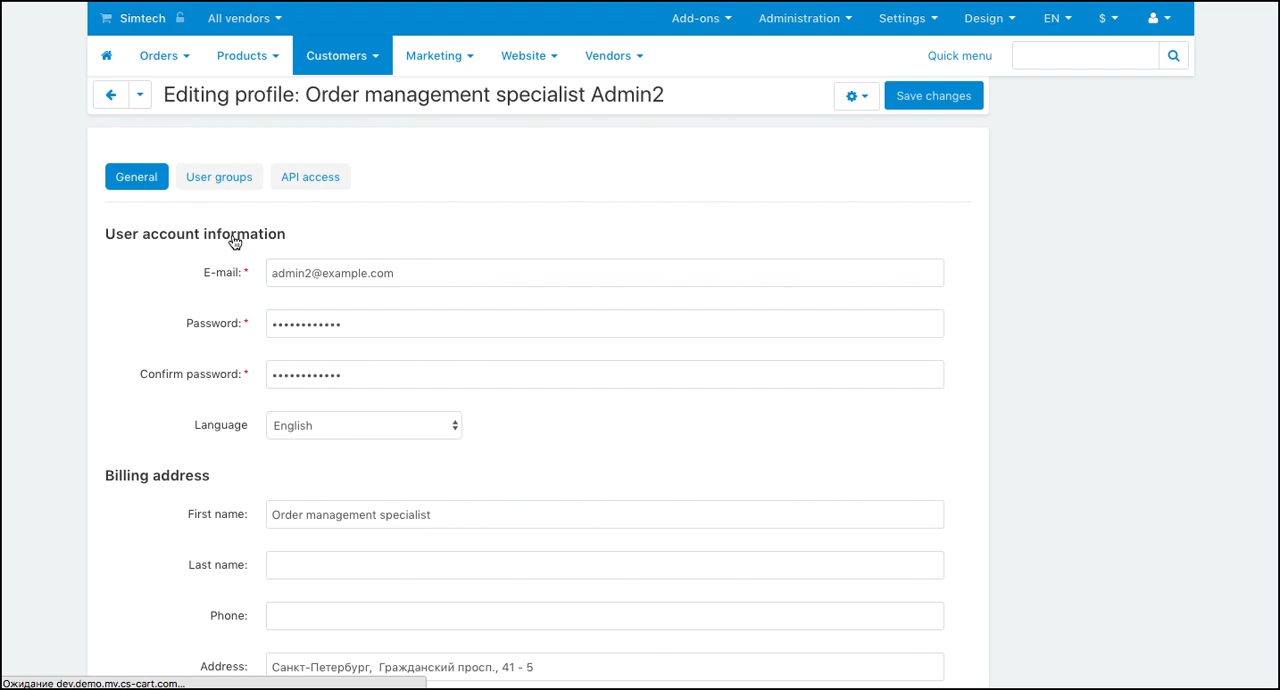 Simtech All vendors Add-ons Administration Settings Design EN $
Orders Products Customers Marketing Website Vendors Quick menu
Editing profile: Order management specialist Admin2 Save changes
General User groups API access
User account information
E-mail:* admin2@example.com
Password:* ••••••••••••
Confirm password:* ••••••••••••
Language English
Billing address
First name: Order management specialist
Last name:
Phone:
Address: Санкт-Петербург, Гражданский просп., 41 - 5
Ожидание dev.demo.mv.cs-cart.com...